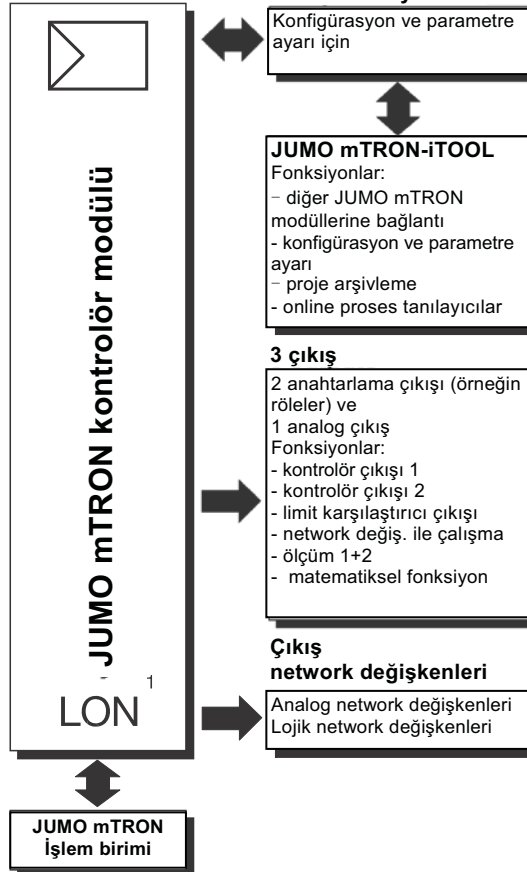 Konfigürasyon ve parametre
ayarı için
JUMO mTRON-iTOOL
Fonksiyonlar:
– diğer JUMO mTRON
modüllerine bağlantı
- konfigürasyon ve parametre
ayarı
– proje arşivleme
- online proses tanılayıcılar
JUMO mTRON kontrolör modülü
3 çıkış
2 anahtarlama çıkışı (örneğin
röleler) ve
1 analog çıkış
Fonksiyonlar:
- kontrolör çıkışı 1
- kontrolör çıkışı 2
- limit karşılaştırıcı çıkışı
- network değiş. ile çalışma
- ölçüm 1+2
- matematiksel fonksiyon
Çıkış
network değişkenleri
Analog network değişkenleri
Lojik network değişkenleri
1
LON
JUMO mTRON
İşlem birimi